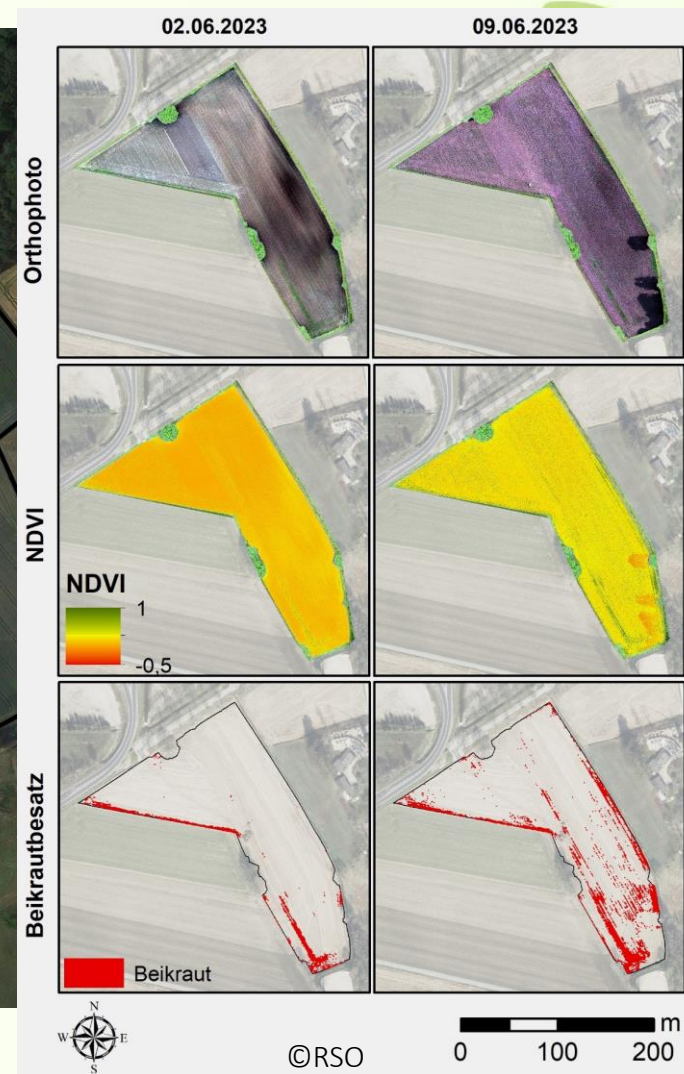 02.06.2023 09.06.2023
Orthophoto
NDVI
NDVI
1
-0,5
Beikrautbesatz
Beikraut
N
W E
S
©RSO
m
0 100 200